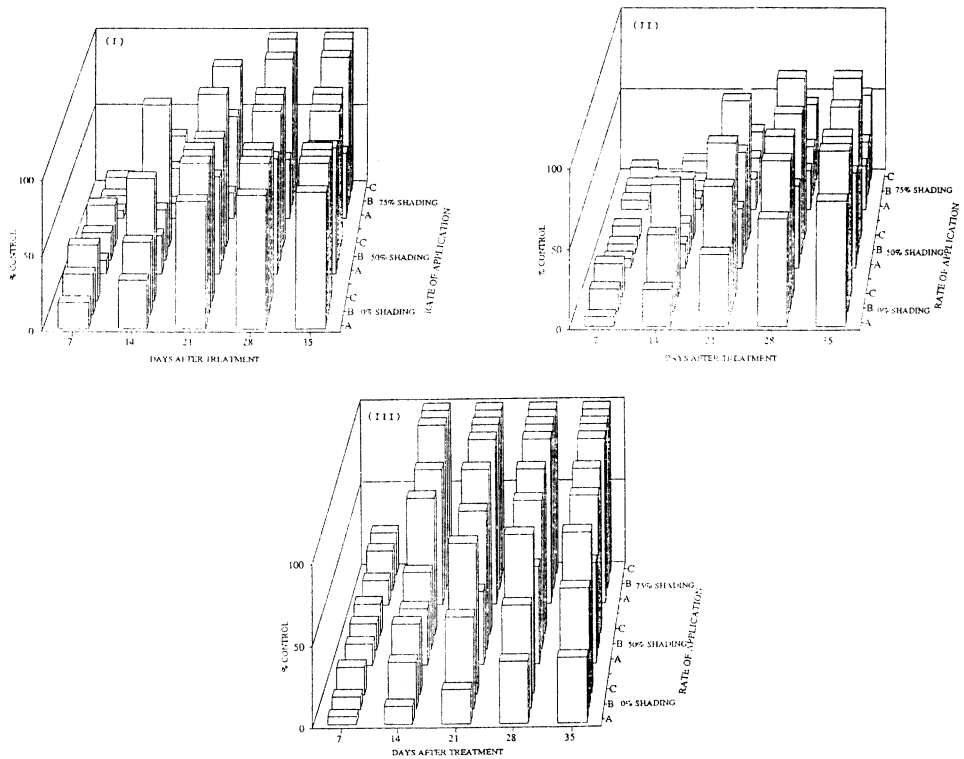 (I)
100
50
0
% CONTROL
7 14 21 28 35
DAYS AFTER TREATMENT
C
B 75% SHADING
A
C
B 50% SHADING
A
C
B 0% SHADING
A
RATE OF APPLICATION
(II)
100
50
0
% CONTROL
7 14 21 28 35
DAYS AFTER TREATMENT
C
B 75% SHADING
A
C
B 50% SHADING
A
C
B 0% SHADING
A
RATE OF APPLICATION
(III)
100
50
0
% CONTROL
7 14 21 28 35
DAYS AFTER TREATMENT
C
B 75% SHADING
A
C
B 50% SHADING
A
C
B 0% SHADING
A
RATE OF APPLICATION